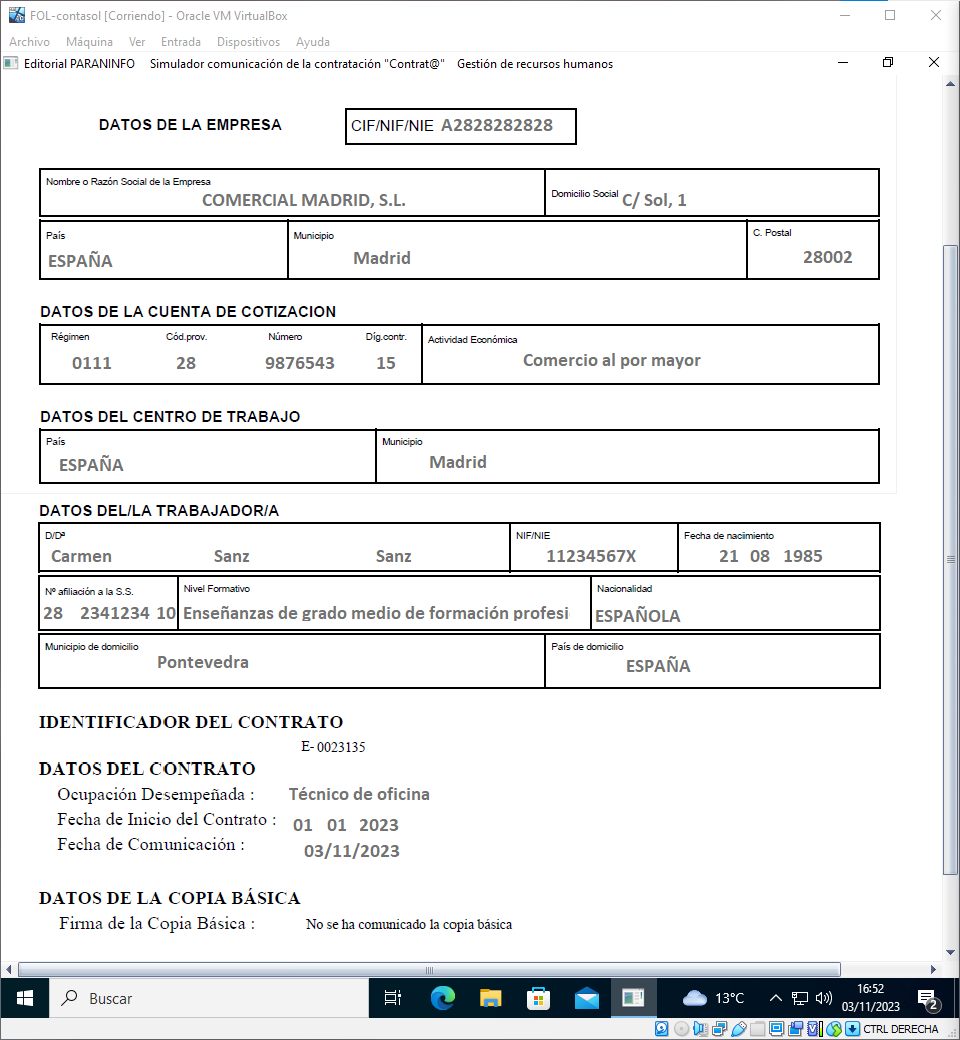 FOL-contasol [Corriendo] - Oracle VM VirtualBox
Archivo Máquina Ver Entrada Dispositivos Ayuda
Editorial PARANINFO Simulador comunicación de la contratación "Contrat@" Gestión de recursos humanos
DATOS DE LA EMPRESA CIF/NIF/NIE A2828282828
Nombre o Razón Social de la Empresa
COMERCIAL MADRID, S.L.
Domicilio Social C/ Sol, 1
País Municipio C. Postal
ESPAÑA Madrid 28002
DATOS DE LA CUENTA DE COTIZACION
Régimen Cód.prov. Número Díg.contr. Actividad Económica
0111 28 9876543 15 Comercio al por mayor
DATOS DEL CENTRO DE TRABAJO
País Municipio
ESPAÑA Madrid
DATOS DEL/LA TRABAJADOR/A
D/Dª NIF/NIE Fecha de nacimiento
Carmen Sanz Sanz 11234567X 21 08 1985
Nº afiliación a la S.S. Nivel Formativo Nacionalidad
28 2341234 10 Enseñanzas de grado medio de formación profesi ESPAÑOLA
Municipio de domicilio País de domicilio
Pontevedra ESPAÑA
IDENTIFICADOR DEL CONTRATO
E- 0023135
DATOS DEL CONTRATO
Ocupación Desempeñada : Técnico de oficina
Fecha de Inicio del Contrato : 01 01 2023
Fecha de Comunicación : 03/11/2023
DATOS DE LA COPIA BÁSICA
Firma de la Copia Básica : No se ha comunicado la copia básica
Buscar 13°C 16:52
03/11/2023 2
CTRL DERECHA